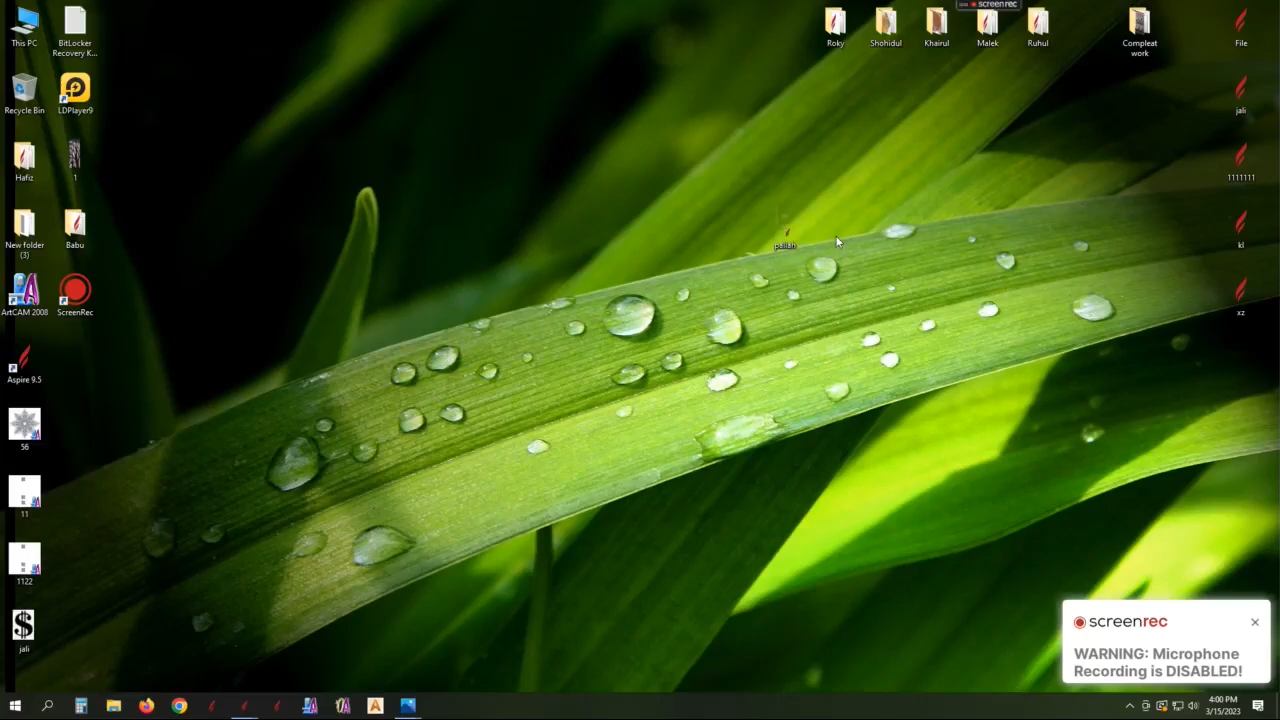 This PC
BitLocker
Recovery K...
Recycle Bin
LDPlayer9
Hafiz
1
New folder
(3)
Babu
ArtCAM 2008
ScreenRec
Aspire 9.5
56
11
1122
$
jali
screenrec
Roky
Shohidul
Khairul
Malek
Ruhul
Compleat
work
File
jali
1111111
kl
xz
pallah
screenrec
WARNING: Microphone
Recording is DISABLED!
4:00 PM
3/15/2023